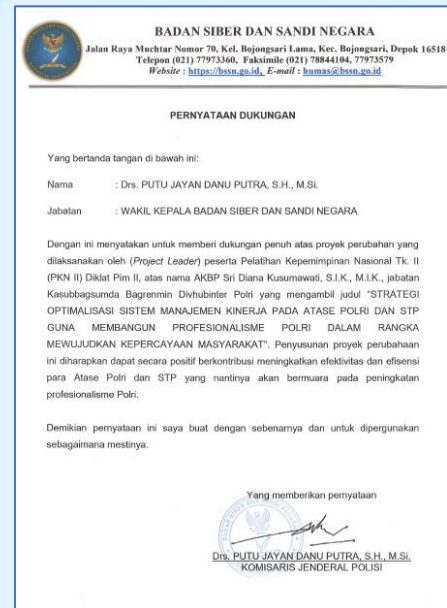 BADAN SIBER DAN SANDI NEGARA
Jalan Raya Muchtar Nomor 70, Kel. Bojongsari Lama, Kec. Bojongsari, Depok 16518
Telepon (021) 77973360, Faksimile (021) 78844104, 77973579
Website : https://bssn.go.id, E-mail : humas@bssn.go.id
PERNYATAAN DUKUNGAN
Yang bertanda tangan di bawah ini:
Nama : Drs. PUTU JAYAN DANU PUTRA, S.H., M.Si.
Jabatan : WAKIL KEPALA BADAN SIBER DAN SANDI NEGARA
Dengan ini menyatakan untuk memberi dukungan penuh atas proyek perubahan yang
dilaksanakan oleh (Project Leader) peserta Pelatihan Kepemimpinan Nasional Tk. II
(PKN II) Diklat Pim II, atas nama AKBP Sri Diana Kusumawati, S.I.K., M.I.K., jabatan
Kasubbagsumda Bagrenmin Divhubinter Polri yang mengambil judul "STRATEGI
OPTIMALISASI SISTEM MANAJEMEN KINERJA PADA ATASE POLRI DAN STP
GUNA MEMBANGUN PROFESIONALISME POLRI DALAM RANGKA
MEWUJUDKAN KEPERCAYAAN MASYARAKAT". Penyusunan proyek perubahaan
ini diharapkan dapat secara positif berkontribusi meningkatkan efektivitas dan efisensi
para Atase Polri dan STP yang nantinya akan bermuara pada peningkatan
profesionalisme Polri.
Demikian pernyataan ini saya buat dengan sebenarnya dan untuk dipergunakan
sebagaimana mestinya.
Yang memberikan pernyataan
Drs. PUTU JAYAN DANU PUTRA, S.H., M.Si.
KOMISARIS JENDERAL POLISI